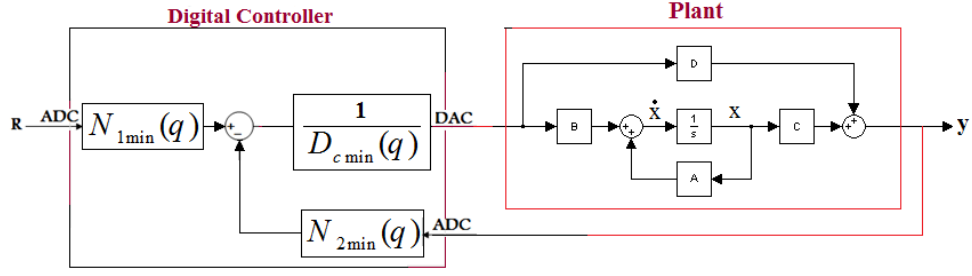 Digital Controller
Plant
R
ADC
N1min(q)
+
−
1
Dc min(q)
DAC
D
B
+
+
ẋ
1
s
x
C
+
+
y
A
N2min(q)
ADC